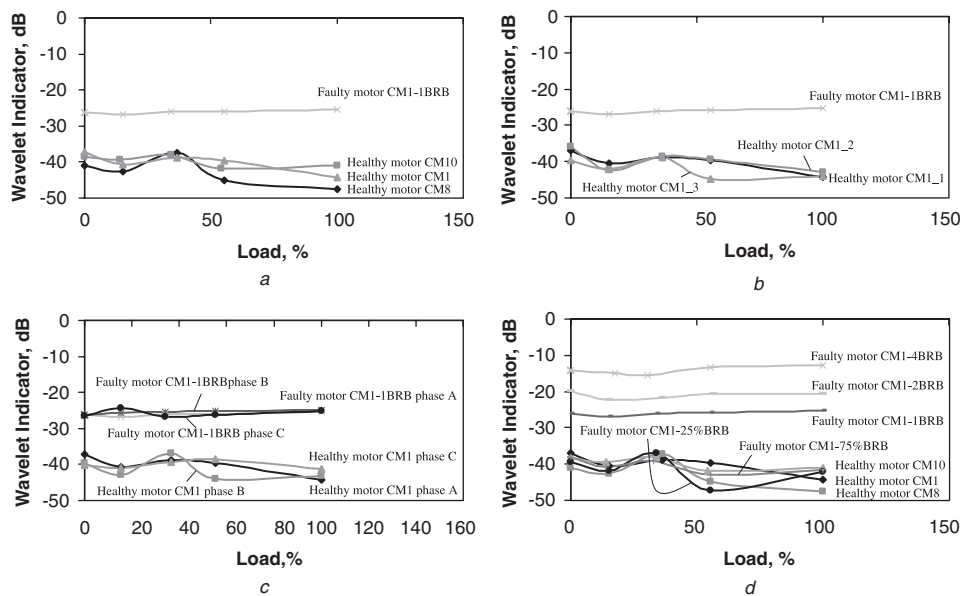 Wavelet Indicator, dB
0
-10
-20
-30
-40
-50
Faulty motor CM1-1BRB
Healthy motor CM10
Healthy motor CM1
Healthy motor CM8
0 50 100 150
Load, %
a
Wavelet Indicator, dB
0
-10
-20
-30
-40
-50
Faulty motor CM1-1BRB
Healthy motor CM1_2
Healthy motor CM1_1
Healthy motor CM1_3
0 50 100 150
Load, %
b
Wavelet Indicator, dB
0
-10
-20
-30
-40
-50
Faulty motor CM1-1BRBphase B
Faulty motor CM1-1BRB phase A
Faulty motor CM1-1BRB phase C
Healthy motor CM1 phase C
Healthy motor CM1 phase B
Healthy motor CM1 phase A
0 20 40 60 80 100 120 140 160
Load,%
c
Wavelet Indicator, dB
0
-10
-20
-30
-40
-50
Faulty motor CM1-4BRB
Faulty motor CM1-2BRB
Faulty motor CM1-1BRB
Faulty motor CM1-25%BRB
Faulty motor CM1-75%BRB
Healthy motor CM10
Healthy motor CM1
Healthy motor CM8
0 50 100 150
Load, %
d